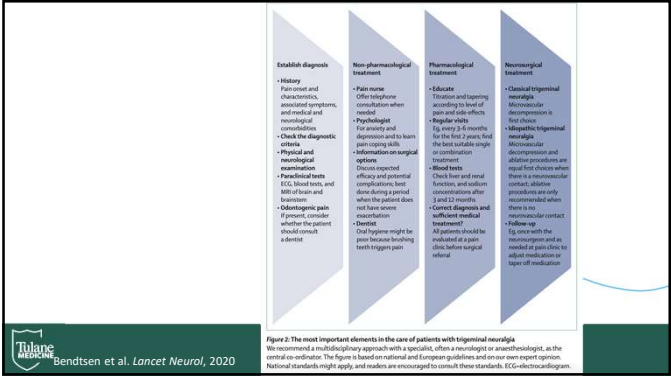 Establish diagnosis
• History
Pain onset and
characteristics,
associated symptoms,
and medical and
neurological
comorbidities
• Check the diagnostic
criteria
• Physical and
neurological
examination
• Paraclinical tests
ECG, blood tests, and
MRI of brain and
brainstem
• Odontogenic pain
If present, consider
whether the patient
should consult
a dentist
Non-pharmacological
treatment
• Pain nurse
Offer telephone
consultation when
needed
• Psychologist
For anxiety and
depression and to learn
pain coping skills
• Information on surgical
options
Discuss expected
efficacy and potential
complications; best
done during a period
when the patient does
not have severe
exacerbation
• Dentist
Oral hygiene might be
poor because brushing
teeth triggers pain
Pharmacological
treatment
• Educate
Titration and tapering
according to level of
pain and side-effects
• Regular visits
Eg, every 3–6 months
for the first 2 years; find
the best suitable single
or combination
treatment
• Blood tests
Check liver and renal
function, and sodium
concentrations after
3 and 12 months
• Correct diagnosis and
sufficient medical
treatment?
All patients should be
evaluated at a pain
clinic before surgical
referral
Neurosurgical
treatment
• Classical trigeminal
neuralgia
Microvascular
decompression is
first choice
• Idiopathic trigeminal
neuralgia
Microvascular
decompression and
ablative procedures are
equal first choices when
there is a neurovascular
contact; ablative
procedures are only
recommended when
there is no
neurovascular contact
• Follow-up
Eg, once with the
neurosurgeon and as
needed at pain clinic to
adjust medication or
taper off medication
Figure 2: The most important elements in the care of patients with trigeminal neuralgia
We recommend a multidisciplinary approach with a specialist, often a neurologist or anaesthesiologist, as the
central co-ordinator. The figure is based on national and European guidelines and on our own expert opinion.
National standards might apply, and readers are encouraged to consult these standards. ECG=electrocardiogram.
Tulane
MEDICINE
Bendtsen et al. Lancet Neurol, 2020